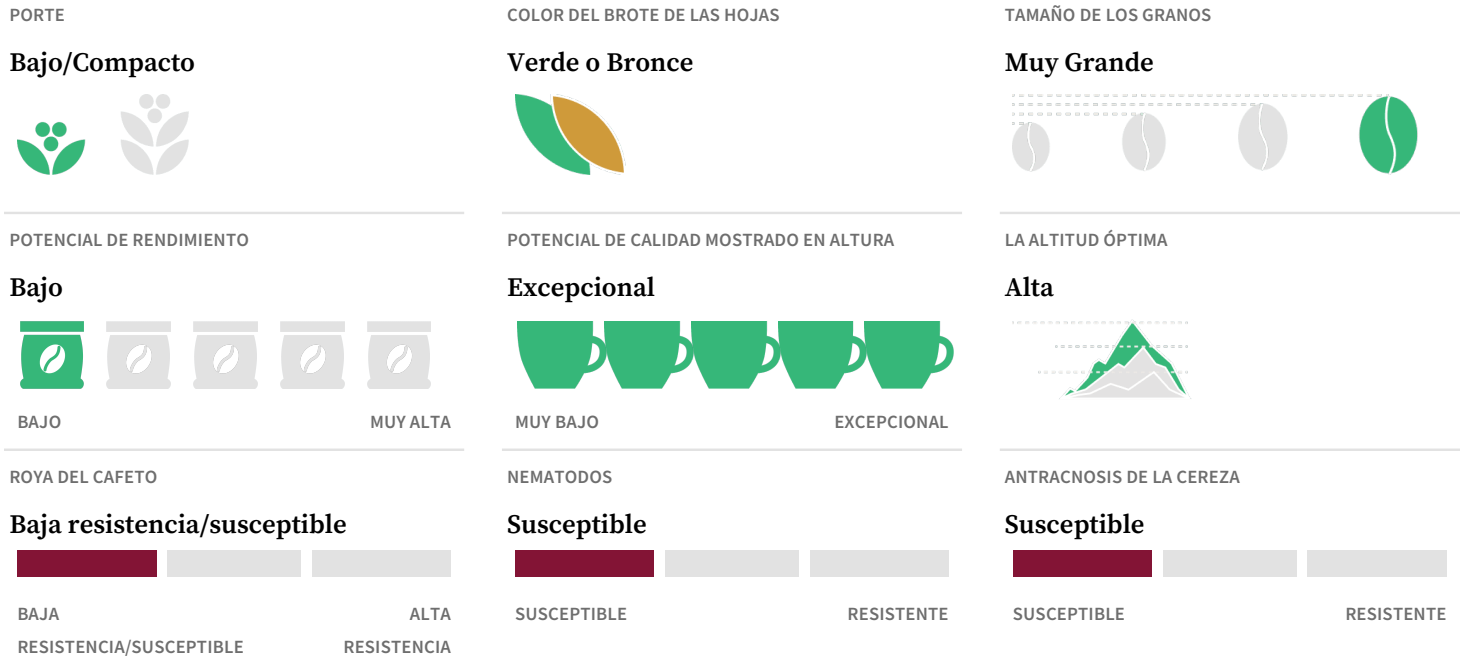 PORTE
Bajo/Compacto
COLOR DEL BROTE DE LAS HOJAS
Verde o Bronce
TAMAÑO DE LOS GRANOS
Muy Grande
POTENCIAL DE RENDIMIENTO
Bajo
BAJO
MUY ALTA
POTENCIAL DE CALIDAD MOSTRADO EN ALTURA
Excepcional
MUY BAJO
EXCEPCIONAL
LA ALTITUD ÓPTIMA
Alta
ROYA DEL CAFETO
Baja resistencia/susceptible
BAJA
RESISTENCIA/SUSCEPTIBLE
ALTA
RESISTENCIA
NEMATODOS
Susceptible
SUSCEPTIBLE
RESISTENTE
ANTRACNOSIS DE LA CEREZA
Susceptible
SUSCEPTIBLE
RESISTENTE